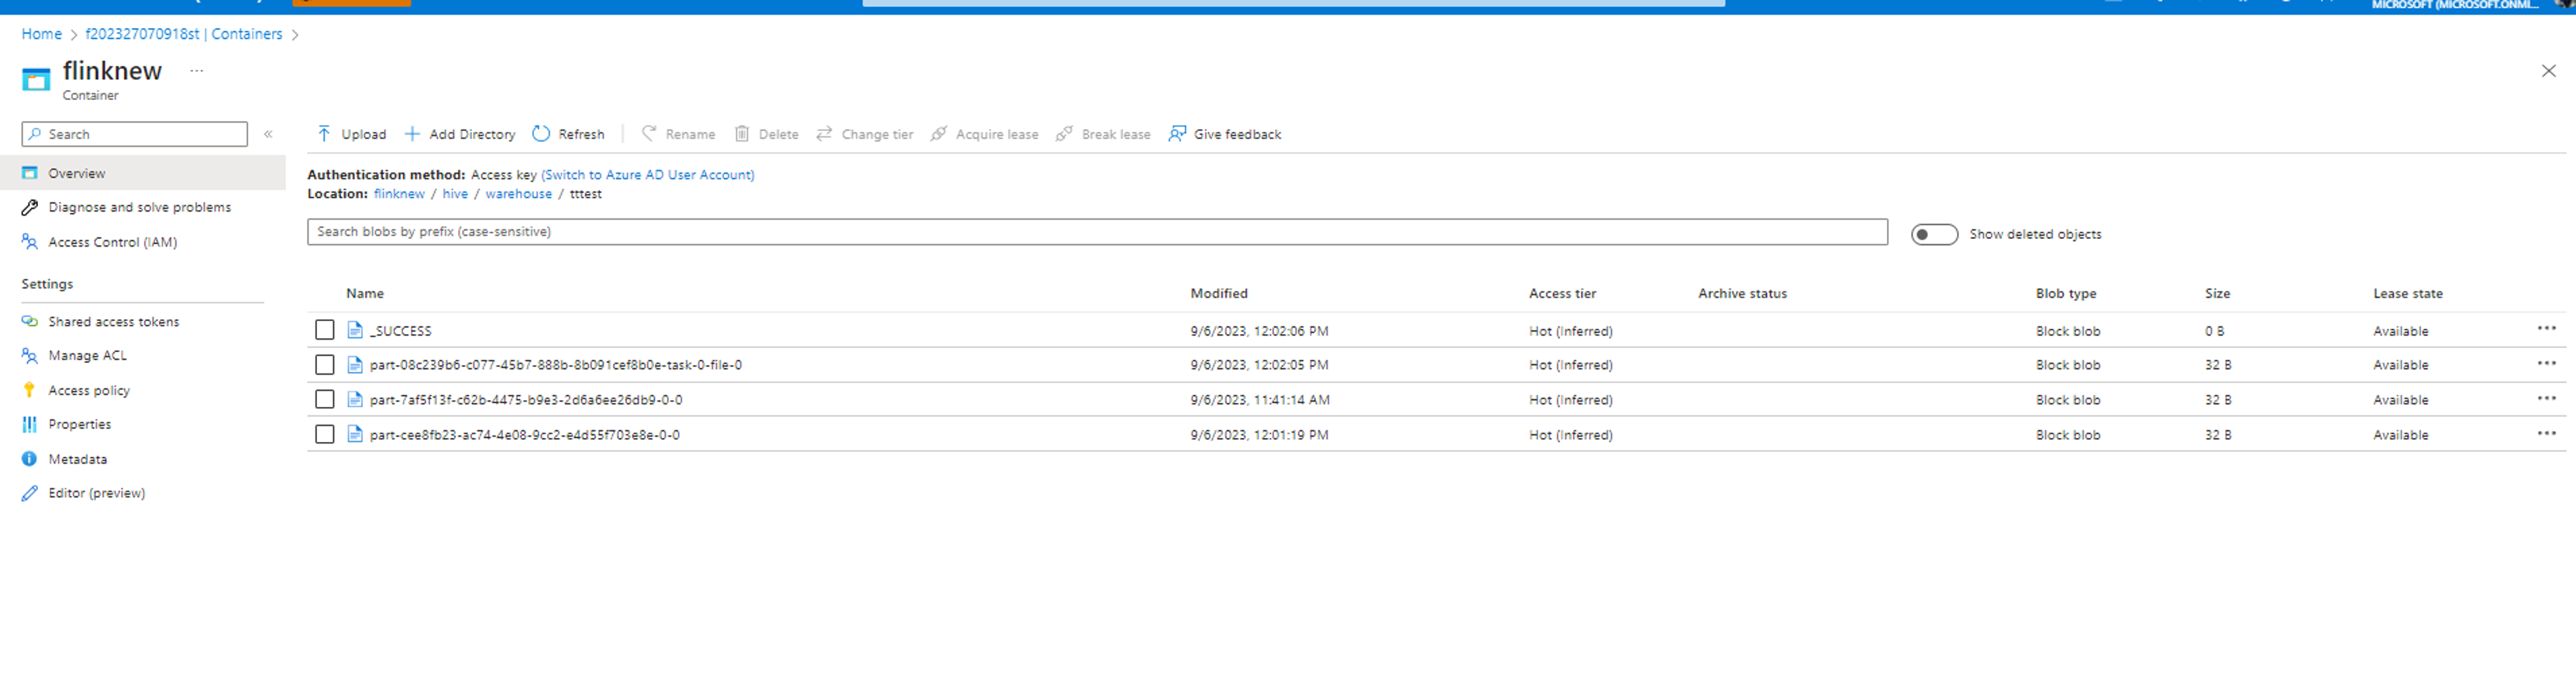 MICROSOFT (MICROSOFT.ONMI...
Home > f202327070918st | Containers >
flinknew ...
Container
Search «
Upload Add Directory Refresh Rename Delete Change tier Acquire lease Break lease Give feedback
Overview
Diagnose and solve problems
Access Control (IAM)
Settings
Shared access tokens
Manage ACL
Access policy
Properties
Metadata
Editor (preview)
Authentication method: Access key (Switch to Azure AD User Account)
Location: flinknew / hive / warehouse / tttest
Search blobs by prefix (case-sensitive)
Show deleted objects
Name Modified Access tier Archive status Blob type Size Lease state
_SUCCESS 9/6/2023, 12:02:06 PM Hot (Inferred) Block blob 0 B Available ...
part-08c239b6-c077-45b7-888b-8b091cef8b0e-task-0-file-0 9/6/2023, 12:02:05 PM Hot (Inferred) Block blob 32 B Available ...
part-7af5f13f-c62b-4475-b9e3-2d6a6ee26db9-0-0 9/6/2023, 11:41:14 AM Hot (Inferred) Block blob 32 B Available ...
part-cee8fb23-ac74-4e08-9cc2-e4d55f703e8e-0-0 9/6/2023, 12:01:19 PM Hot (Inferred) Block blob 32 B Available ...